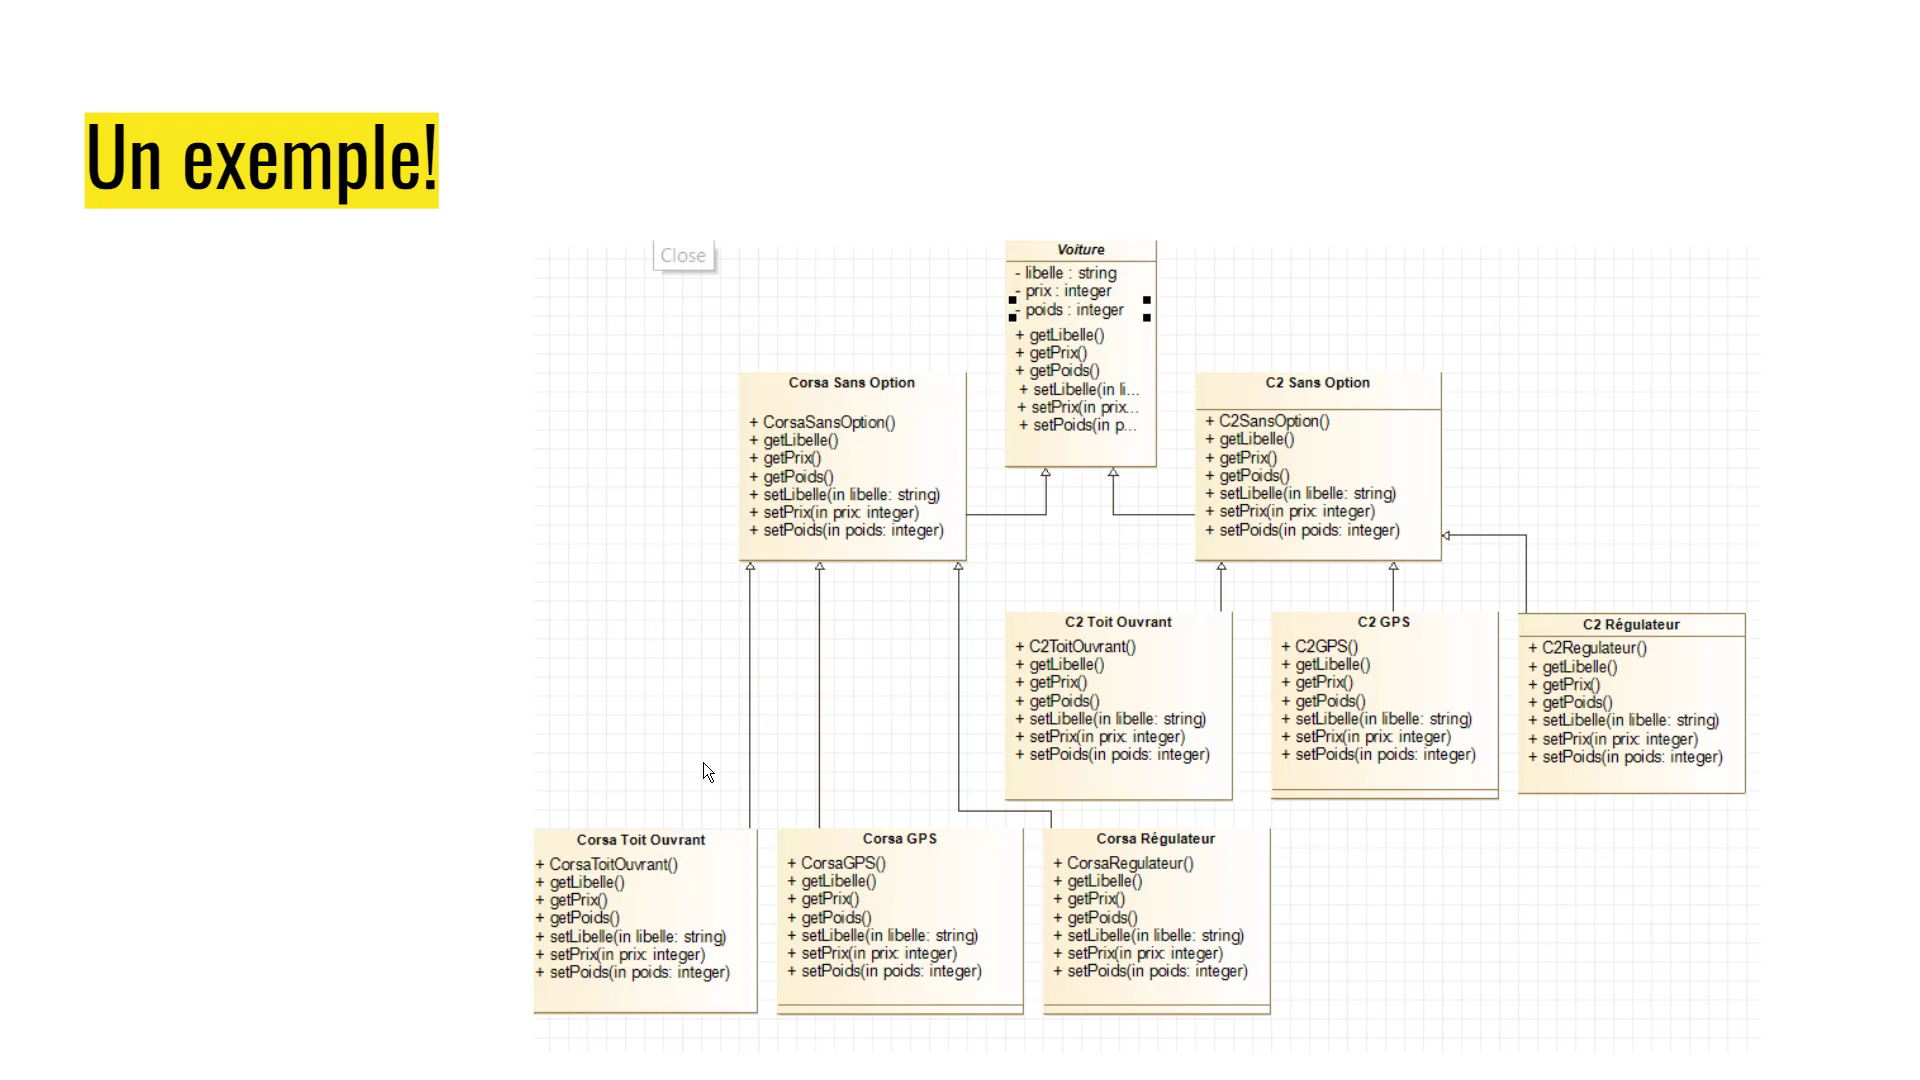 Un exemple!
Close
Voiture
- libelle : string
- prix : integer
- poids : integer
+ getLibelle()
+ getPrix()
+ getPoids()
+ setLibelle(in li...
+ setPrix(in prix...
+ setPoids(in p...
Corsa Sans Option
+ CorsaSansOption()
+ getLibelle()
+ getPrix()
+ getPoids()
+ setLibelle(in libelle: string)
+ setPrix(in prix: integer)
+ setPoids(in poids: integer)
C2 Sans Option
+ C2SansOption()
+ getLibelle()
+ getPrix()
+ getPoids()
+ setLibelle(in libelle: string)
+ setPrix(in prix: integer)
+ setPoids(in poids: integer)
C2 Toit Ouvrant
+ C2ToitOuvrant()
+ getLibelle()
+ getPrix()
+ getPoids()
+ setLibelle(in libelle: string)
+ setPrix(in prix: integer)
+ setPoids(in poids: integer)
C2 GPS
+ C2GPS()
+ getLibelle()
+ getPrix()
+ getPoids()
+ setLibelle(in libelle: string)
+ setPrix(in prix: integer)
+ setPoids(in poids: integer)
C2 Régulateur
+ C2Regulateur()
+ getLibelle()
+ getPrix()
+ getPoids()
+ setLibelle(in libelle: string)
+ setPrix(in prix: integer)
+ setPoids(in poids: integer)
Corsa Toit Ouvrant
+ CorsaToitOuvrant()
+ getLibelle()
+ getPrix()
+ getPoids()
+ setLibelle(in libelle: string)
+ setPrix(in prix: integer)
+ setPoids(in poids: integer)
Corsa GPS
+ CorsaGPS()
+ getLibelle()
+ getPrix()
+ getPoids()
+ setLibelle(in libelle: string)
+ setPrix(in prix: integer)
+ setPoids(in poids: integer)
Corsa Régulateur
+ CorsaRegulateur()
+ getLibelle()
+ getPrix()
+ getPoids()
+ setLibelle(in libelle: string)
+ setPrix(in prix: integer)
+ setPoids(in poids: integer)